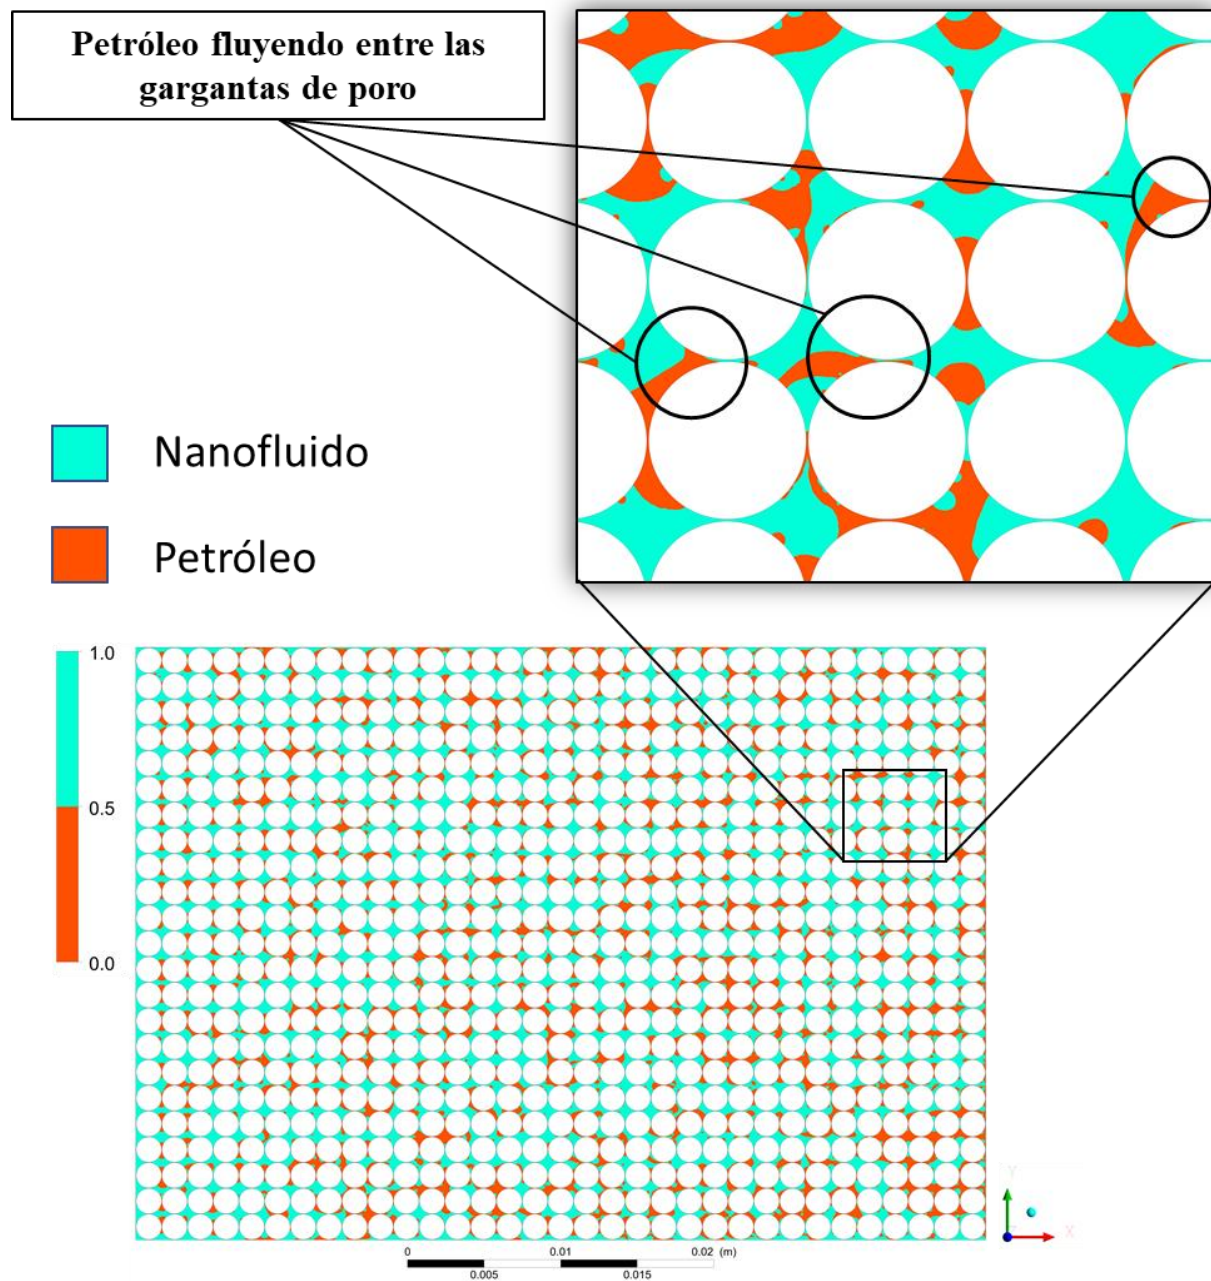 Petróleo fluyendo entre las
gargantas de poro
Nanofluido
Petróleo
1.0
0.5
0.0
Y
X
0 0.01 0.02 (m)
0.005 0.015